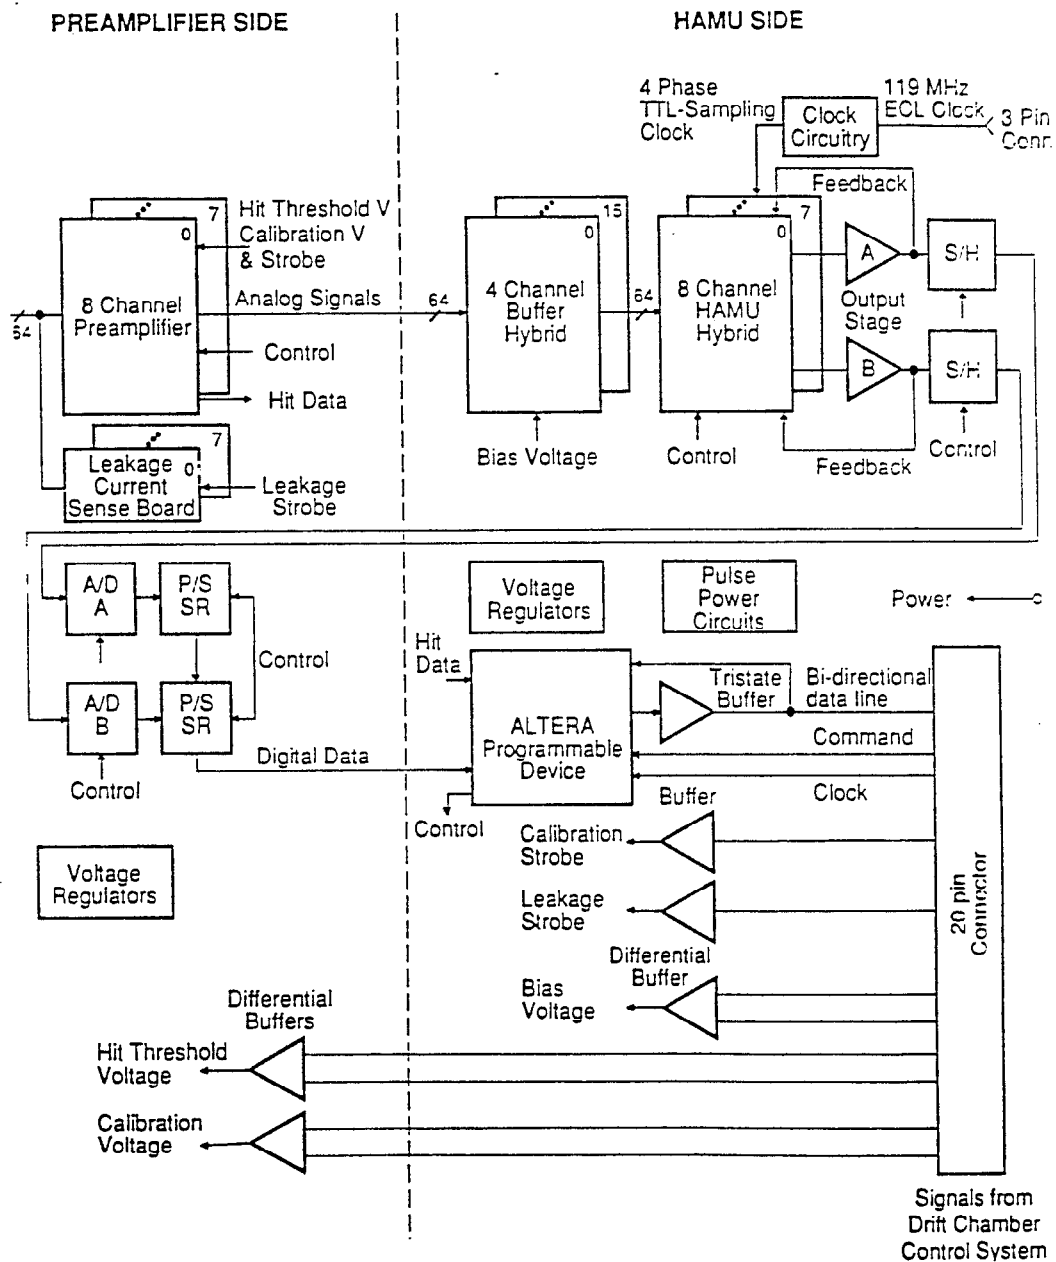 PREAMPLIFIER SIDE
HAMU SIDE
4 Phase
TTL-Sampling
Clock
Clock
Circuitry
119 MHz
ECL Clock
3 Pin
Conn.
Feedback
7
0
Hit Threshold V
Calibration V
& Strobe
8 Channel
Preamplifier
Analog Signals
64
64
Control
Hit Data
15
0
4 Channel
Buffer
Hybrid
64
7
0
8 Channel
HAMU
Hybrid
A
Output
Stage
B
S/H
S/H
Bias Voltage
Control
Feedback
Control
7
0
Leakage
Current
Sense Board
Leakage
Strobe
A/D
A
P/S
SR
Control
A/D
B
P/S
SR
Control
Digital Data
Voltage
Regulators
Pulse
Power
Circuits
Power
Hit
Data
ALTERA
Programmable
Device
Control
Tristate
Buffer
Bi-directional
data line
Command
Clock
Buffer
Calibration
Strobe
Leakage
Strobe
Differential
Buffer
Bias
Voltage
Voltage
Regulators
Differential
Buffers
Hit Threshold
Voltage
Calibration
Voltage
20 pin
Connector
Signals from
Drift Chamber
Control System